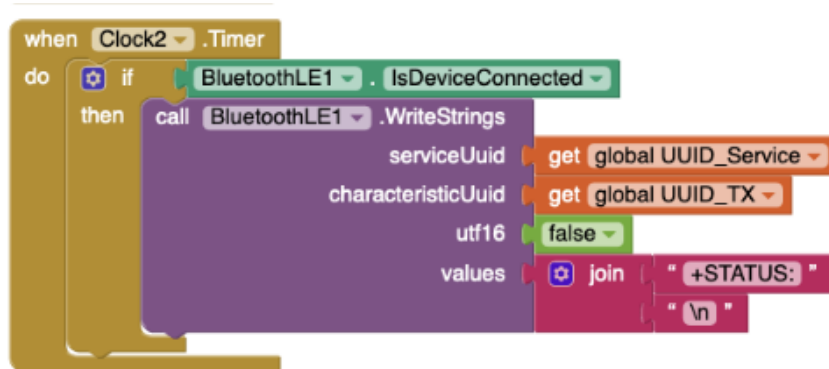 when Clock2 .Timer
do if BluetoothLE1 . IsDeviceConnected
then call BluetoothLE1 .WriteStrings
serviceUuid get global UUID_Service
characteristicUuid get global UUID_TX
utf16 false
values join " +STATUS: "
" \n "